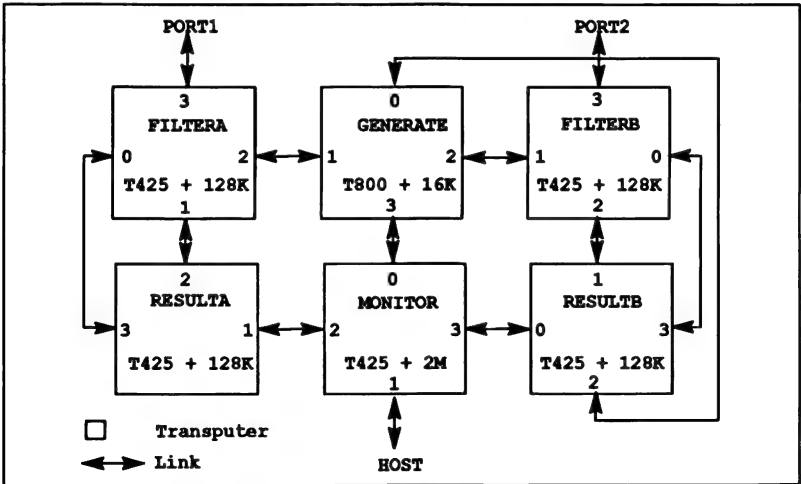 PORT1 PORT2
3 0 3
FILTERA GENERATE FILTERB
0 2 1 2 1 0
T425 + 128K T800 + 16K T425 + 128K
1 3 2
2 0 1
RESULTA MONITOR RESULTB
3 1 2 3 0 3
T425 + 128K T425 + 2M T425 + 128K
1 2
Transputer
Link HOST